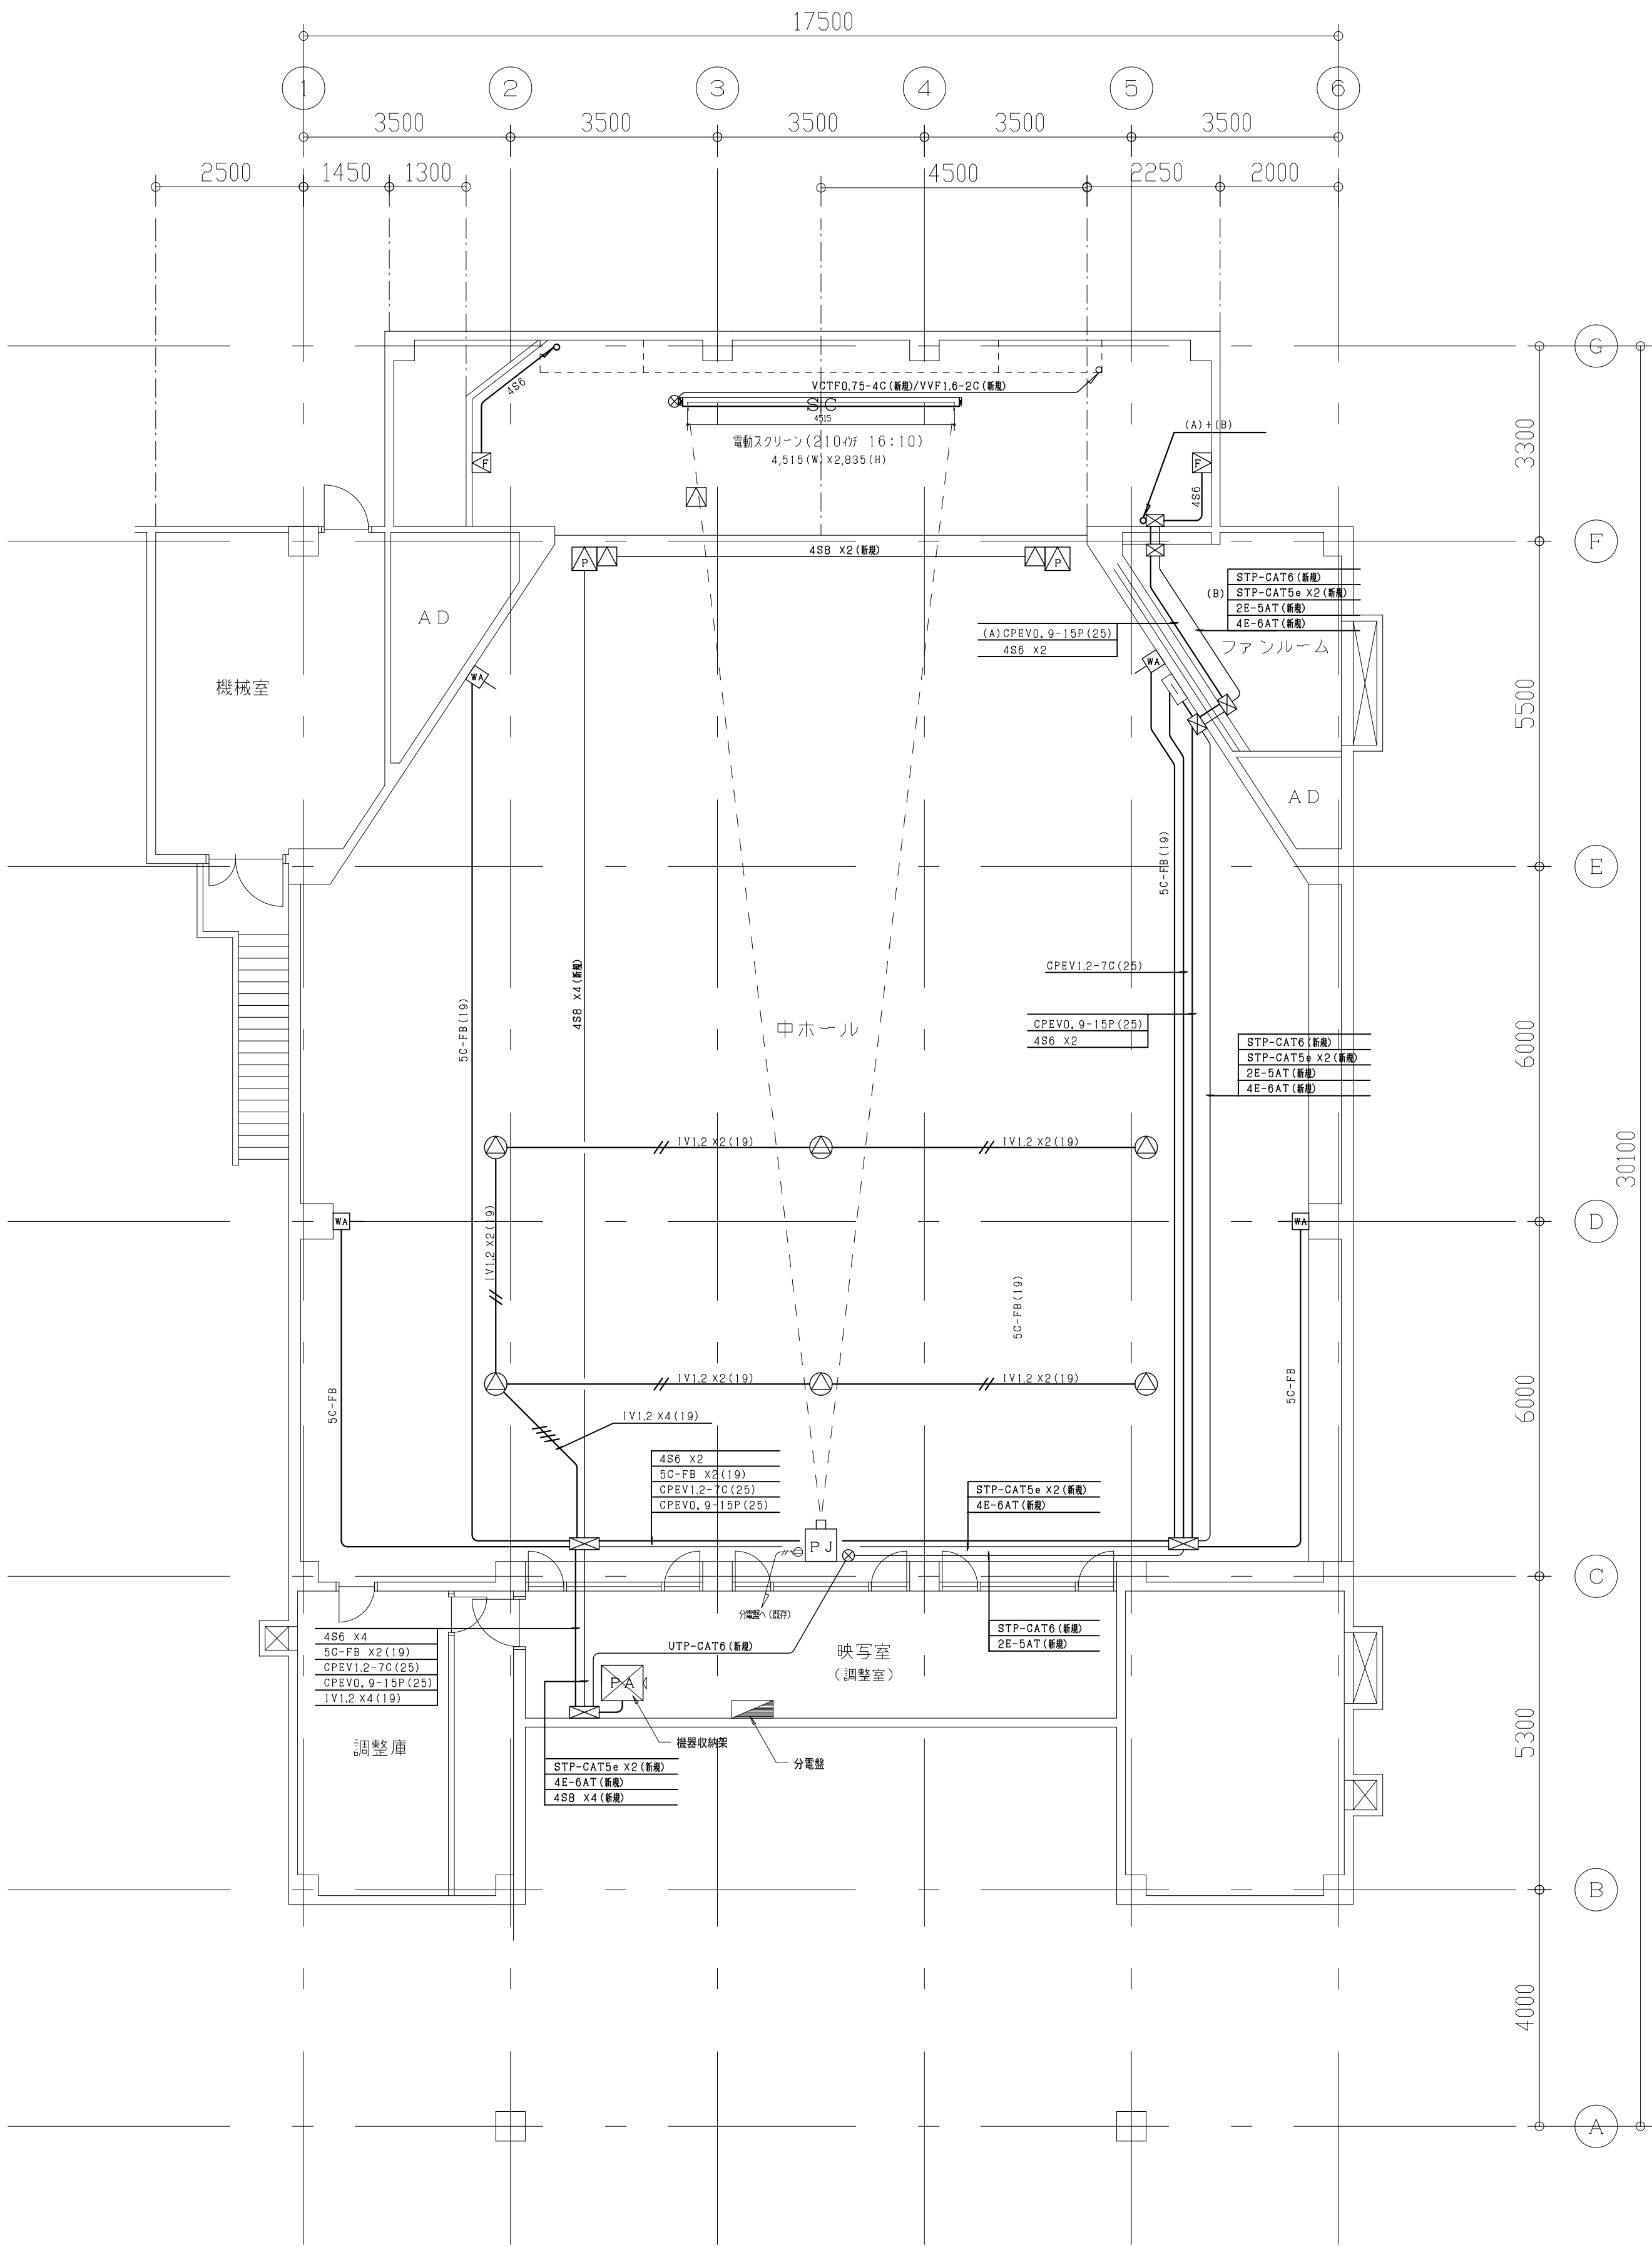 17500
1
2
3
4
5
6
3500
3500
3500
3500
3500
2500
1450
1300
4500
2250
2000
G
4S6
VCTF0.75-4C(新規)/VVF1.6-2C(新規)
SC
4515
電動スクリーン(210インチ 16:10)
4,515(W)X2,835(H)
(A)+(B)
F
F
4S6
3300
F
P
4S8 X2(新規)
P
STP-CAT6(新規)
(B)
STP-CAT5e X2(新規)
2E-5AT(新規)
4E-6AT(新規)
AD
(A)CPEV0.9-15P(25)
4S6 X2
ファンルーム
WA
WA
機械室
5500
AD
5C-FB(19)
E
4S8 X4(新規)
5C-FB(19)
CPEV1.2-7C(25)
中ホール
CPEV0.9-15P(25)
4S6 X2
STP-CAT6(新規)
STP-CAT5e X2(新規)
2E-5AT(新規)
4E-6AT(新規)
6000
30100
IV1.2 X2(19)
IV1.2 X2(19)
IV1.2 X2(19)
WA
WA
D
5C-FB(19)
5C-FB
5C-FB
6000
IV1.2 X2(19)
IV1.2 X2(19)
IV1.2 X4(19)
4S6 X2
5C-FB X2(19)
CPEV1.2-7C(25)
CPEV0.9-15P(25)
STP-CAT5e X2(新規)
4E-6AT(新規)
PJ
C
分電盤へ(既存)
STP-CAT6(新規)
2E-5AT(新規)
4S6 X4
5C-FB X2(19)
CPEV1.2-7C(25)
CPEV0.9-15P(25)
IV1.2 X4(19)
UTP-CAT6(新規)
映写室
(調整室)
PA
機器収納架
分電盤
調整庫
STP-CAT5e X2(新規)
4E-6AT(新規)
4S8 X4(新規)
5300
B
4000
A